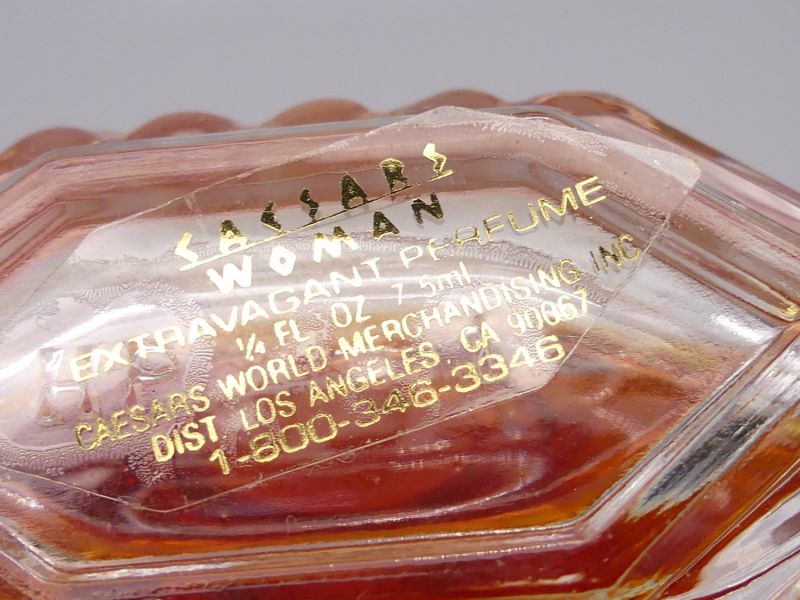 CAESARS
WOMAN
EXTRAVAGANT PERFUME
¼ FL OZ 7.5ml
CAESARS WORLD MERCHANDISING INC
DIST LOS ANGELES, CA 90067
1-800-346-3346